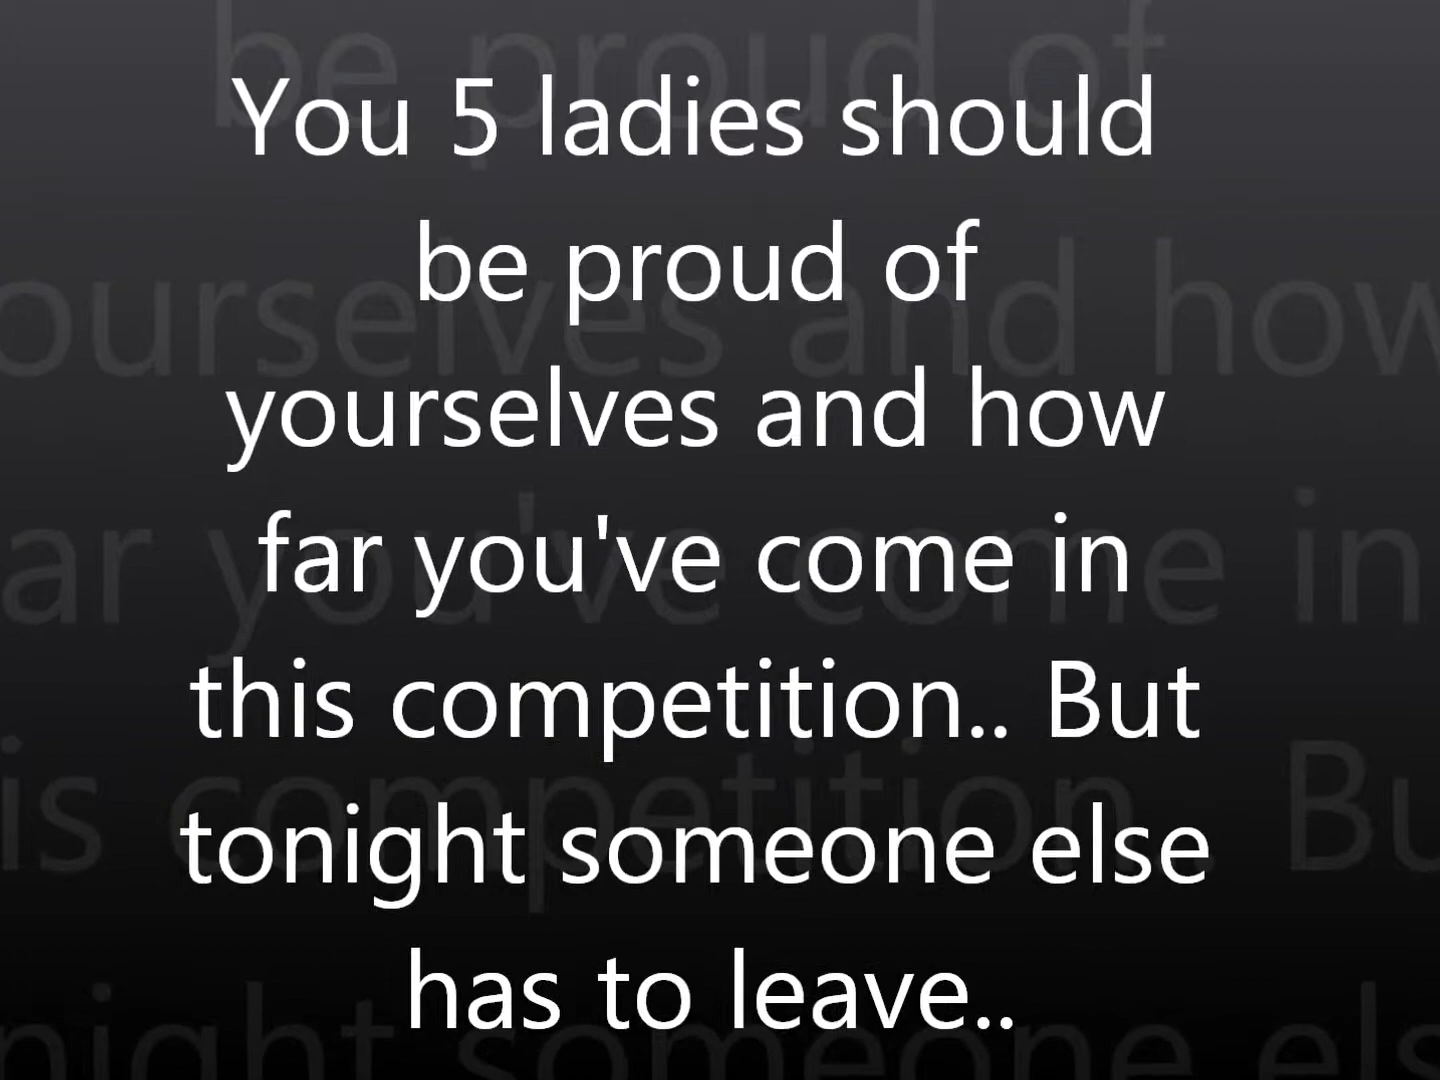 You 5 ladies should
be proud of
yourselves and how
far you've come in
this competition.. But
tonight someone else
has to leave..